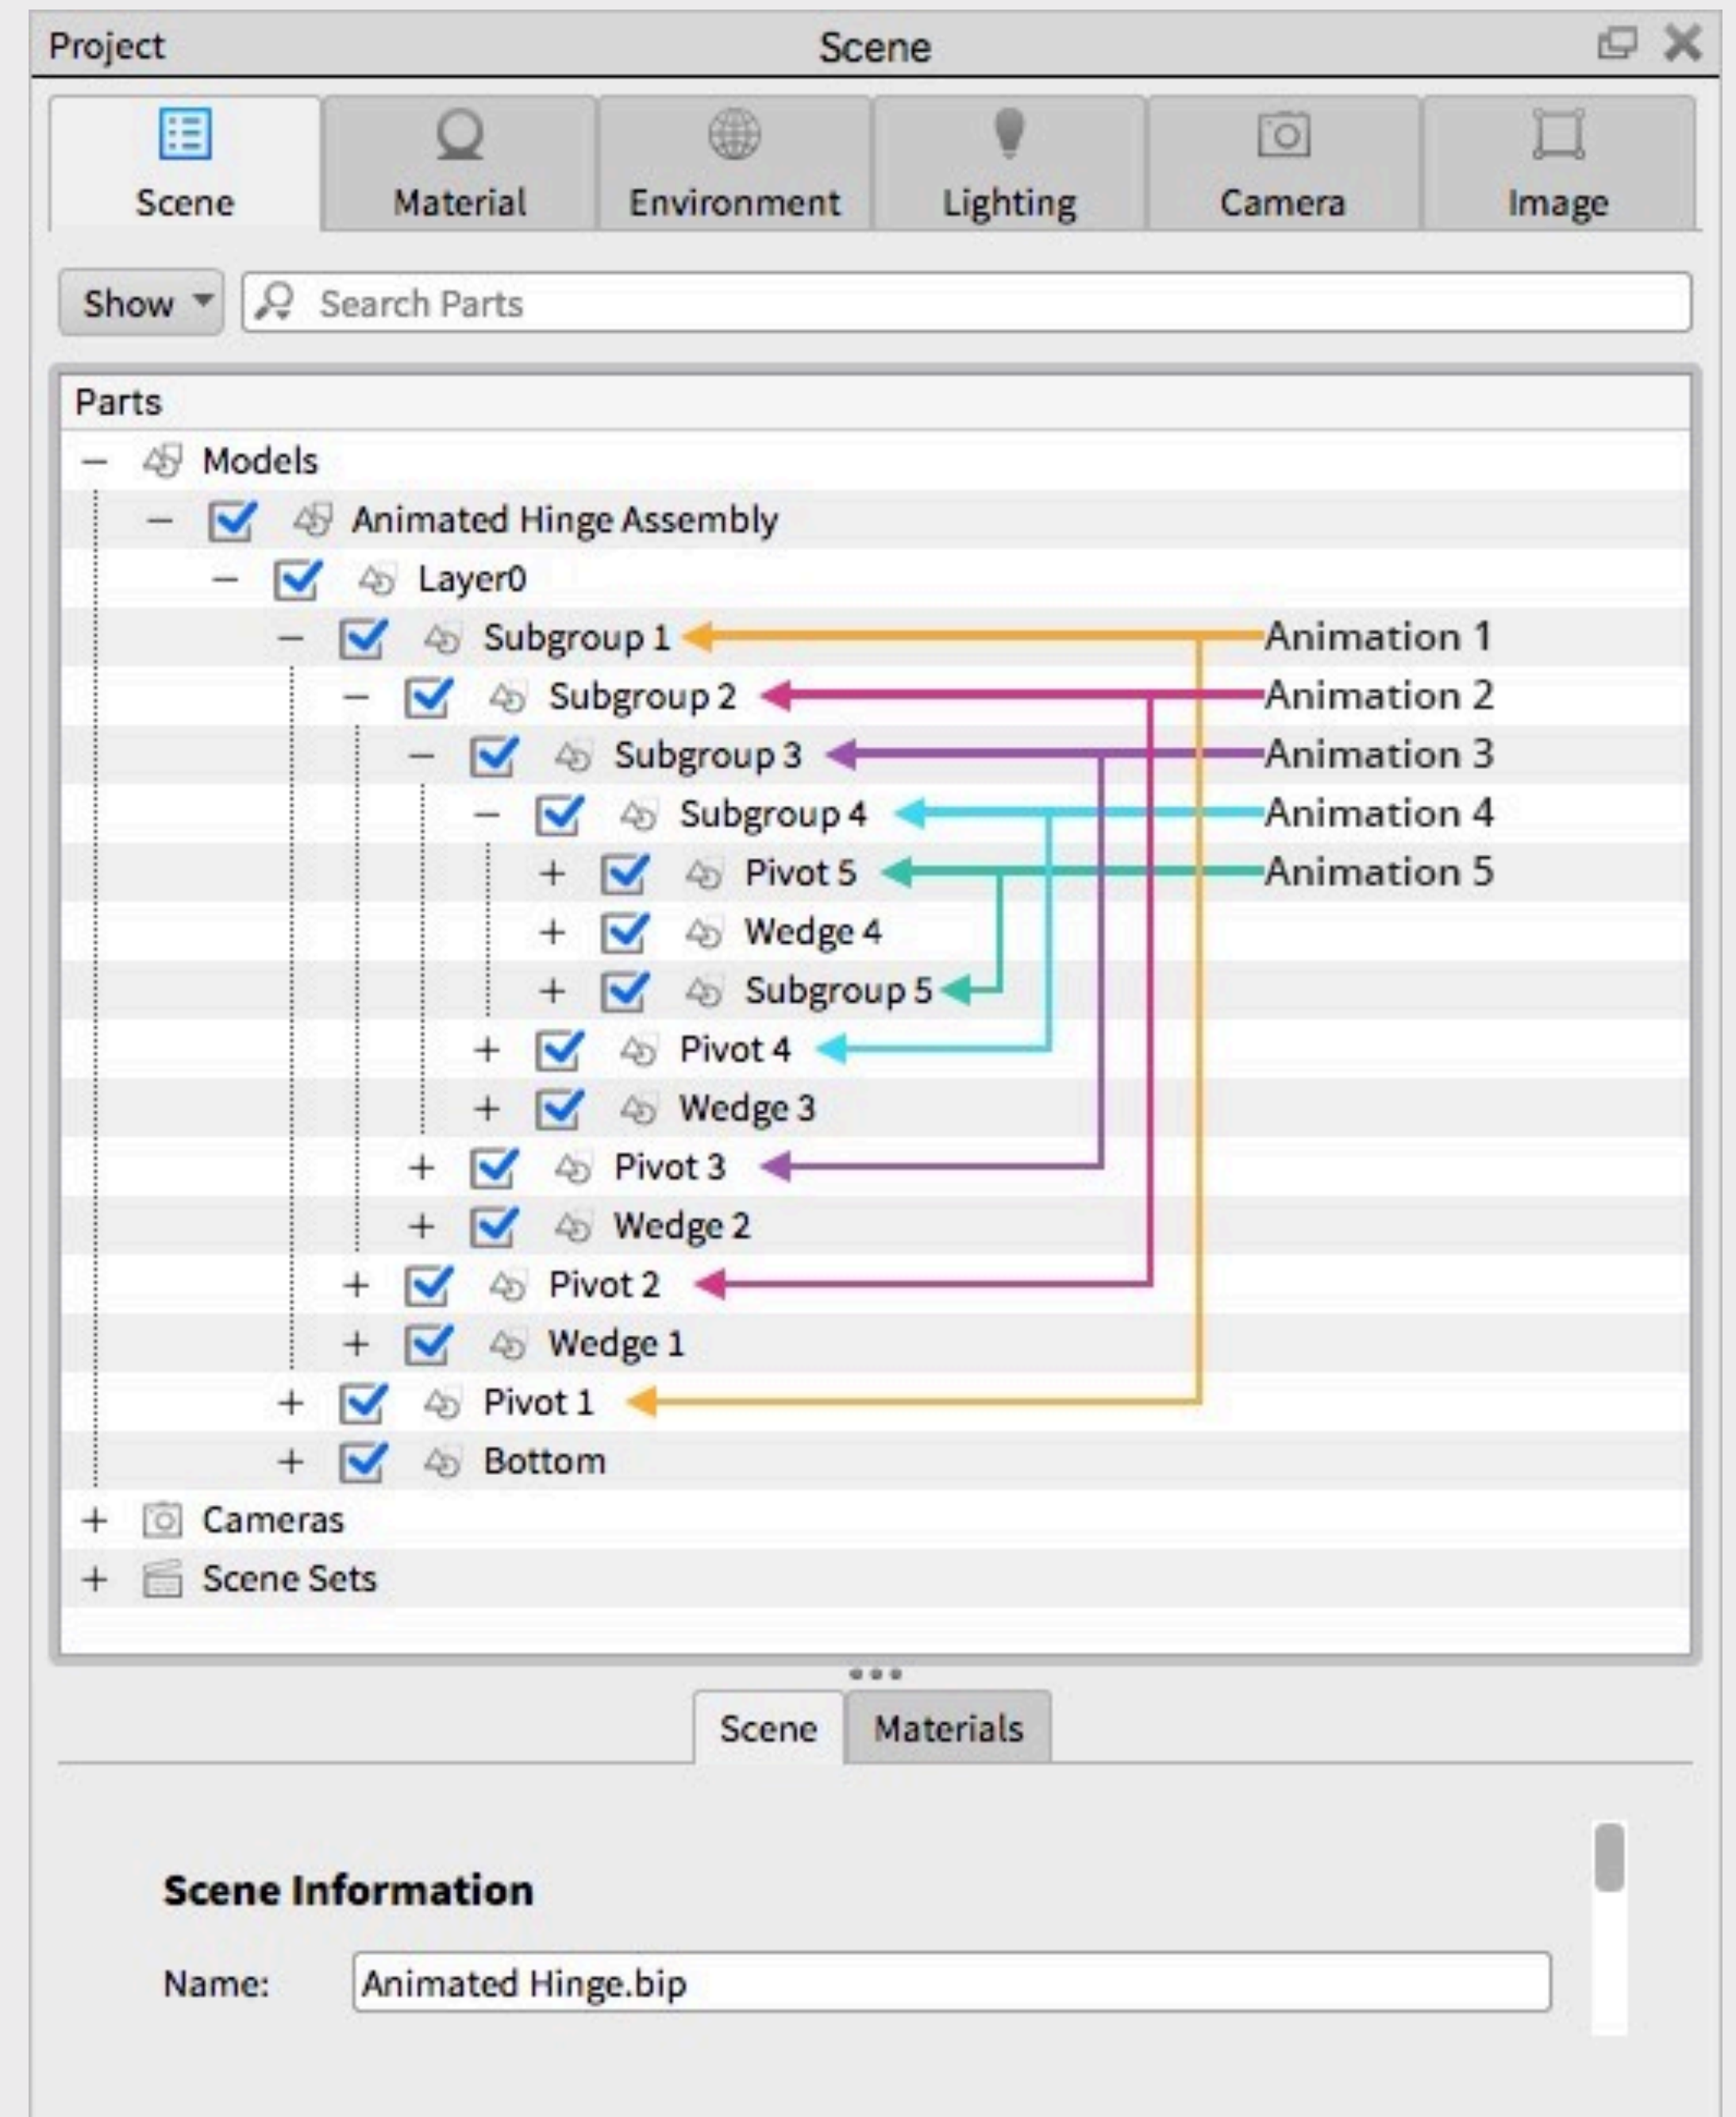 Project Scene
Scene Material Environment Lighting Camera Image
Show Search Parts
Parts
Models
Animated Hinge Assembly
Layer0
Subgroup 1 Animation 1
Subgroup 2 Animation 2
Subgroup 3 Animation 3
Subgroup 4 Animation 4
Pivot 5 Animation 5
Wedge 4
Subgroup 5
Pivot 4
Wedge 3
Pivot 3
Wedge 2
Pivot 2
Wedge 1
Pivot 1
Bottom
Cameras
Scene Sets
Scene Materials
Scene Information
Name: Animated Hinge.bip